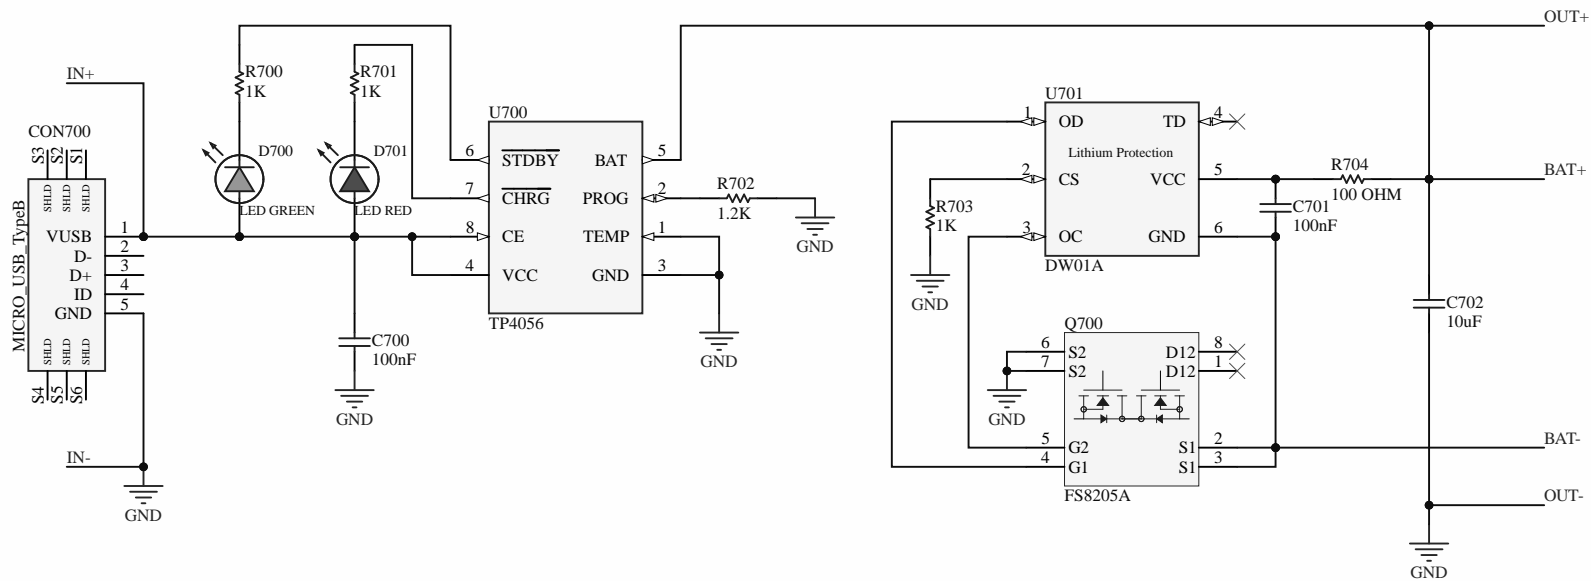 OUT+
IN+
R700
1K
R701
1K
CON700
S3
S2
S1
SHLD
SHLD
SHLD
MICRO_USB_TypeB
VUSB
1
D-
2
D+
3
ID
4
GND
5
SHLD
SHLD
SHLD
S4
S5
S6
IN-
GND
D700
LED GREEN
D701
LED RED
C700
100nF
GND
U700
6
STDBY
BAT
5
7
CHRG
PROG
2
8
CE
TEMP
1
4
VCC
GND
3
TP4056
R702
1.2K
GND
GND
U701
1
OD
TD
4
Lithium Protection
2
CS
VCC
5
3
OC
GND
6
DW01A
R703
1K
GND
R704
100 OHM
C701
100nF
BAT+
C702
10uF
Q700
6
S2
D12
8
7
S2
D12
1
GND
5
G2
S1
2
4
G1
S1
3
FS8205A
BAT-
OUT-
GND